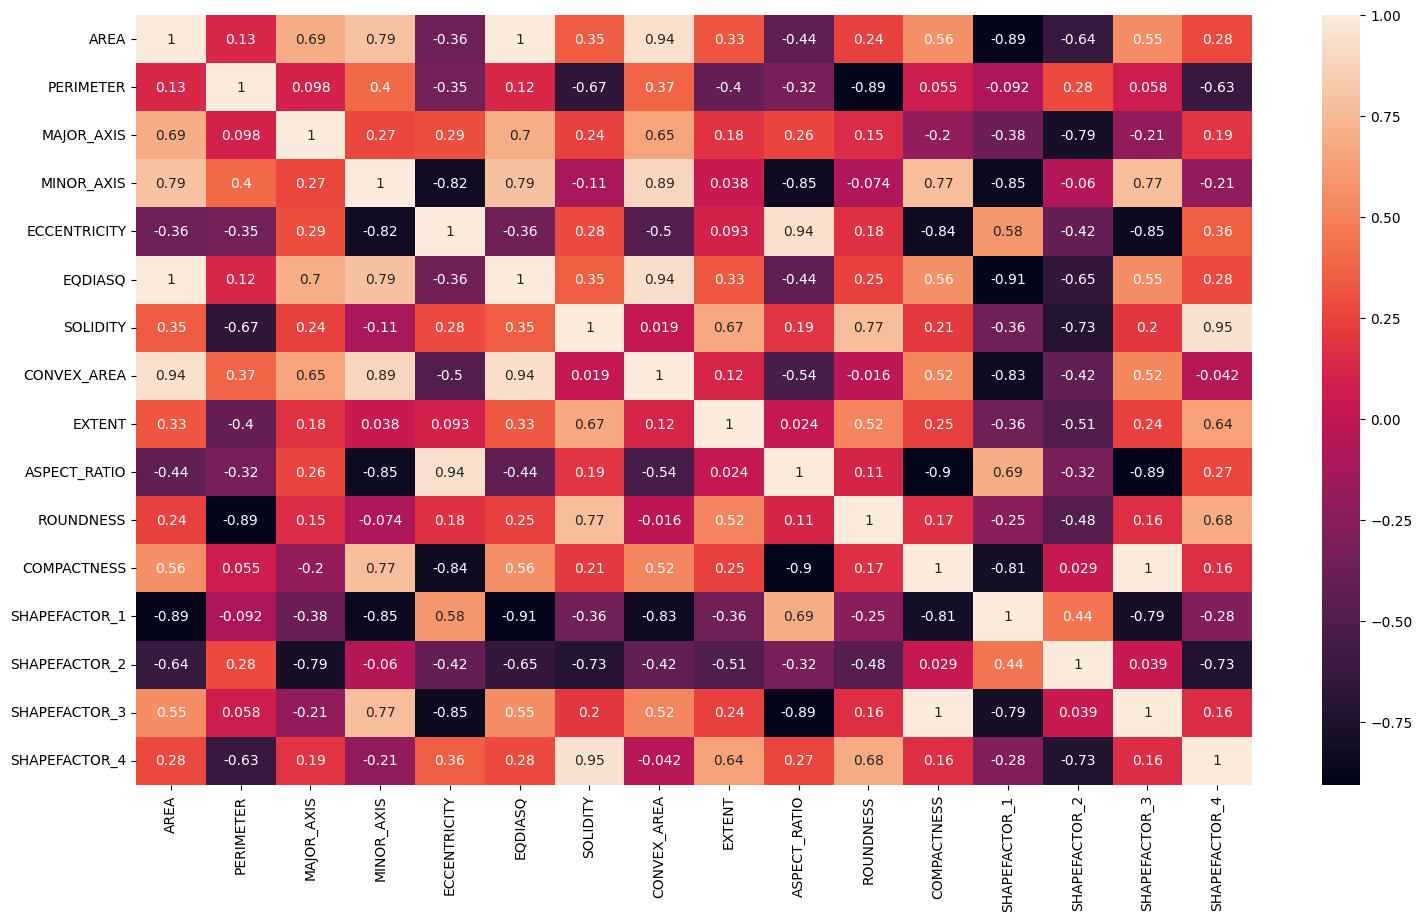 AREA 1 0.13 0.69 0.79 -0.36 1 0.35 0.94 0.33 -0.44 0.24 0.56 -0.89 -0.64 0.55 0.28
PERIMETER 0.13 1 0.098 0.4 -0.35 0.12 -0.67 0.37 -0.4 -0.32 -0.89 0.055 -0.092 0.28 0.058 -0.63
MAJOR_AXIS 0.69 0.098 1 0.27 0.29 0.7 0.24 0.65 0.18 0.26 0.15 -0.2 -0.38 -0.79 -0.21 0.19
MINOR_AXIS 0.79 0.4 0.27 1 -0.82 0.79 -0.11 0.89 0.038 -0.85 -0.074 0.77 -0.85 -0.06 0.77 -0.21
ECCENTRICITY -0.36 -0.35 0.29 -0.82 1 -0.36 0.28 -0.5 0.093 0.94 0.18 -0.84 0.58 -0.42 -0.85 0.36
EQDIASQ 1 0.12 0.7 0.79 -0.36 1 0.35 0.94 0.33 -0.44 0.25 0.56 -0.91 -0.65 0.55 0.28
SOLIDITY 0.35 -0.67 0.24 -0.11 0.28 0.35 1 0.019 0.67 0.19 0.77 0.21 -0.36 -0.73 0.2 0.95
CONVEX_AREA 0.94 0.37 0.65 0.89 -0.5 0.94 0.019 1 0.12 -0.54 -0.016 0.52 -0.83 -0.42 0.52 -0.042
EXTENT 0.33 -0.4 0.18 0.038 0.093 0.33 0.67 0.12 1 0.024 0.52 0.25 -0.36 -0.51 0.24 0.64
ASPECT_RATIO -0.44 -0.32 0.26 -0.85 0.94 -0.44 0.19 -0.54 0.024 1 0.11 -0.9 0.69 -0.32 -0.89 0.27
ROUNDNESS 0.24 -0.89 0.15 -0.074 0.18 0.25 0.77 -0.016 0.52 0.11 1 0.17 -0.25 -0.48 0.16 0.68
COMPACTNESS 0.56 0.055 -0.2 0.77 -0.84 0.56 0.21 0.52 0.25 -0.9 0.17 1 -0.81 0.029 1 0.16
SHAPEFACTOR_1 -0.89 -0.092 -0.38 -0.85 0.58 -0.91 -0.36 -0.83 -0.36 0.69 -0.25 -0.81 1 0.44 -0.79 -0.28
SHAPEFACTOR_2 -0.64 0.28 -0.79 -0.06 -0.42 -0.65 -0.73 -0.42 -0.51 -0.32 -0.48 0.029 0.44 1 0.039 -0.73
SHAPEFACTOR_3 0.55 0.058 -0.21 0.77 -0.85 0.55 0.2 0.52 0.24 -0.89 0.16 1 -0.79 0.039 1 0.16
SHAPEFACTOR_4 0.28 -0.63 0.19 -0.21 0.36 0.28 0.95 -0.042 0.64 0.27 0.68 0.16 -0.28 -0.73 0.16 1
AREA
PERIMETER
MAJOR_AXIS
MINOR_AXIS
ECCENTRICITY
EQDIASQ
SOLIDITY
CONVEX_AREA
EXTENT
ASPECT_RATIO
ROUNDNESS
COMPACTNESS
SHAPEFACTOR_1
SHAPEFACTOR_2
SHAPEFACTOR_3
SHAPEFACTOR_4
1.00
0.75
0.50
0.25
0.00
−0.25
−0.50
−0.75